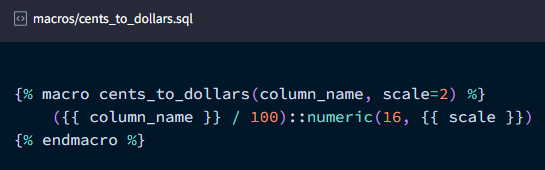 macros/cents_to_dollars.sql
{% macro cents_to_dollars(column_name, scale=2) %}
({{ column_name }} / 100)::numeric(16, {{ scale }})
{% endmacro %}